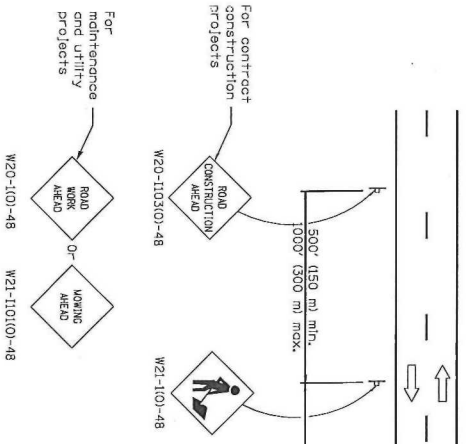 For contract
construction
projects
ROAD
CONSTRUCTION
AHEAD
W20-I103(O)-48
500' (150 m) min.
1000' (300 m) max.
W21-1(O)-48
For
maintenance
and utility
projects
ROAD
WORK
AHEAD
W20-1(O)-48
Or
MOWING
AHEAD
W21-I101(O)-48